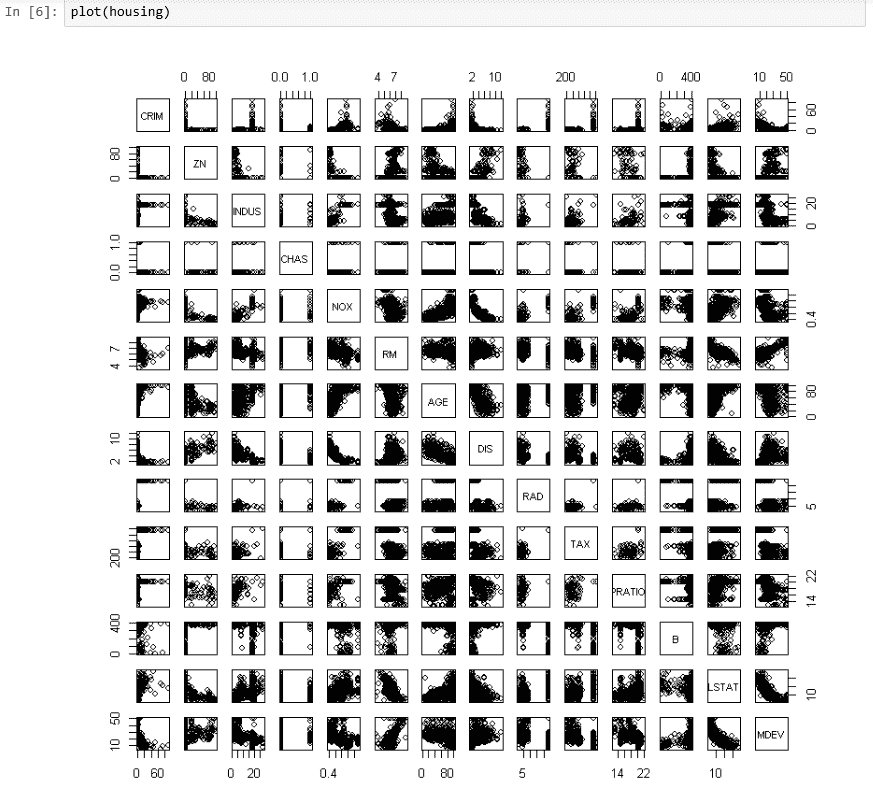 In [6]: plot(housing)
0 80 0.0 1.0 4 7 2 10 200 0 400 10 50
CRIM 0 60
0 80 ZN
INDUS 0 20
0.0 1.0 CHAS
NOX 0.4
4 7 RM
AGE 0 80
2 10 DIS
RAD 5
200 TAX
PRATIO 14 22
0 400 B
LSTAT 10
10 50 MDEV
0 60 0 20 0.4 0 80 5 14 22 10